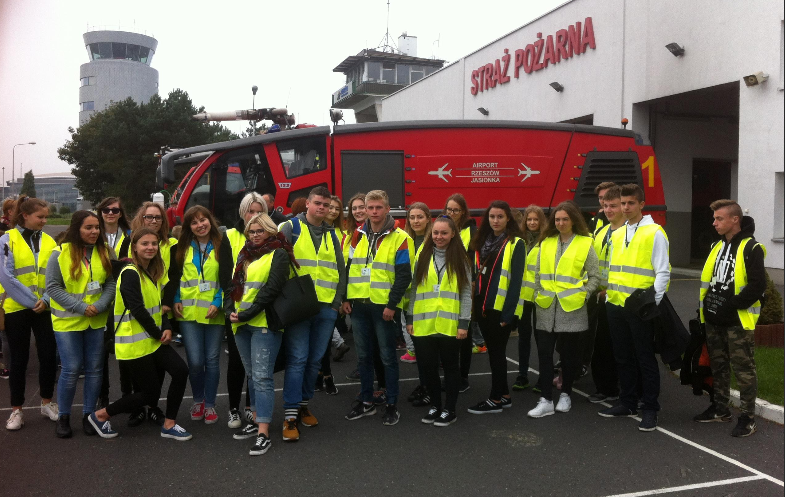 STRAŻ POŻARNA
AIRPORT
RZESZÓW
JASIONKA
1